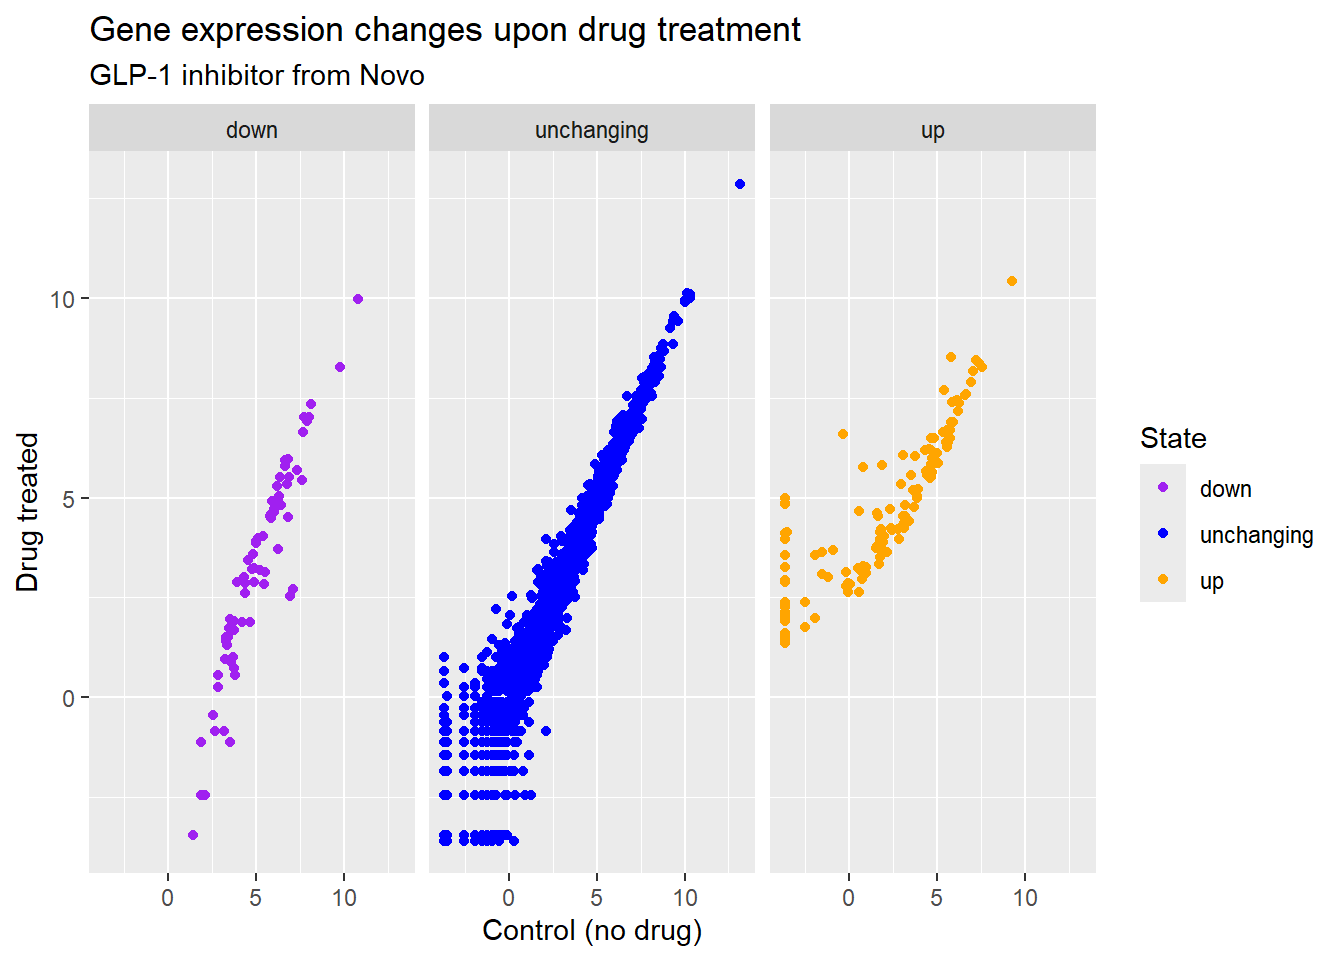 Gene expression changes upon drug treatment
GLP-1 inhibitor from Novo
down unchanging up
10
5
0
Drug treated
0 5 10 0 5 10 0 5 10
Control (no drug)
State
down
unchanging
up